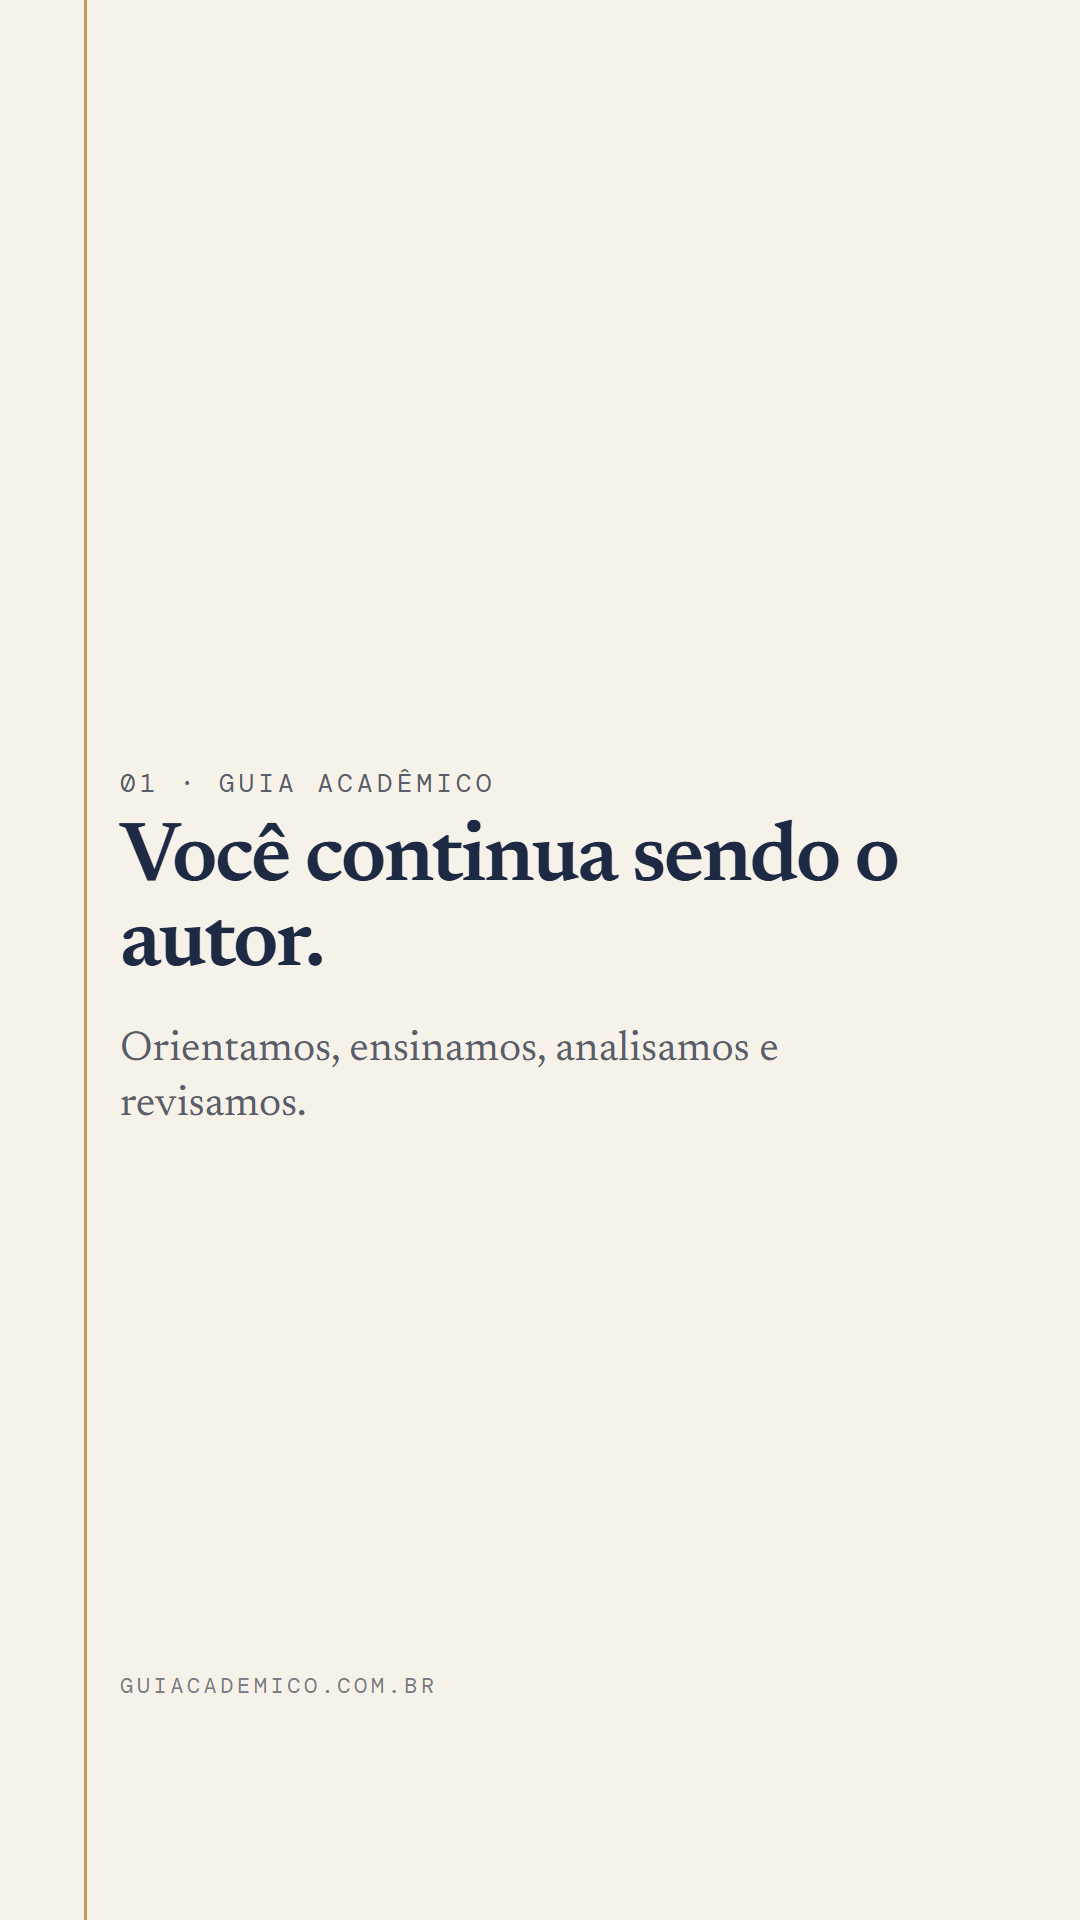 01 · GUIA ACADÊMICO
Você continua sendo o
autor.
Orientamos, ensinamos, analisamos e
revisamos.
GUIACADEMICO.COM.BR